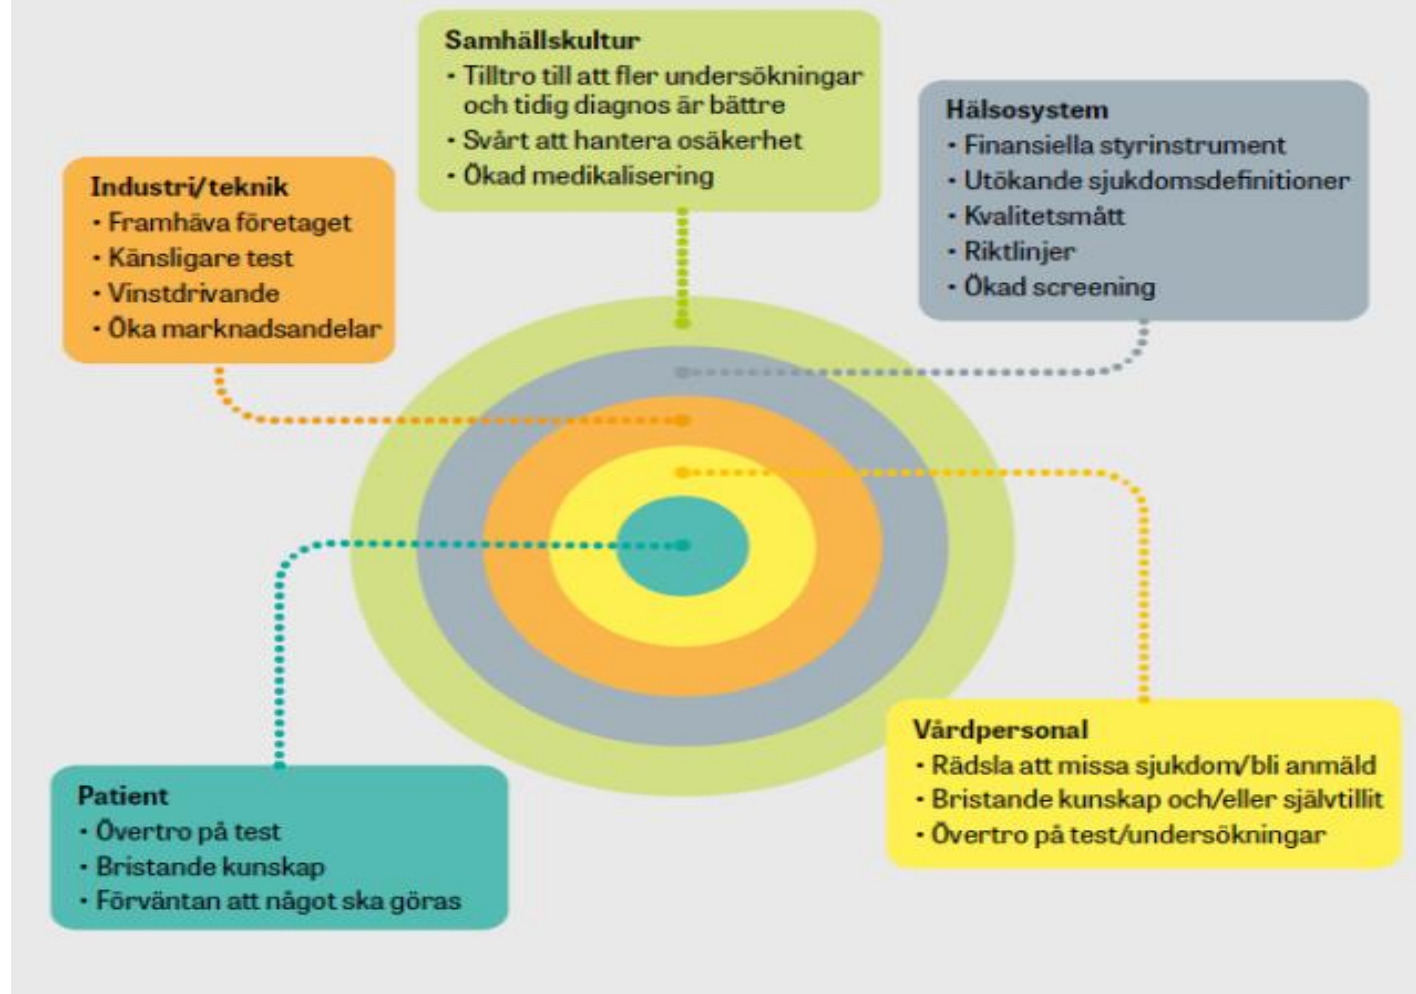 Samhällskultur
• Tilltro till att fler undersökningar
och tidig diagnos är bättre
• Svårt att hantera osäkerhet
• Ökad medikalisering
Hälsosystem
• Finansiella styrinstrument
• Utökande sjukdomsdefinitioner
• Kvalitetsmått
• Riktlinjer
• Ökad screening
Industri/teknik
• Framhäva företaget
• Känsligare test
• Vinstdrivande
• Öka marknadsandelar
Vårdpersonal
• Rädsla att missa sjukdom/bli anmäld
• Bristande kunskap och/eller självtillit
• Övertro på test/undersökningar
Patient
• Övertro på test
• Bristande kunskap
• Förväntan att något ska göras